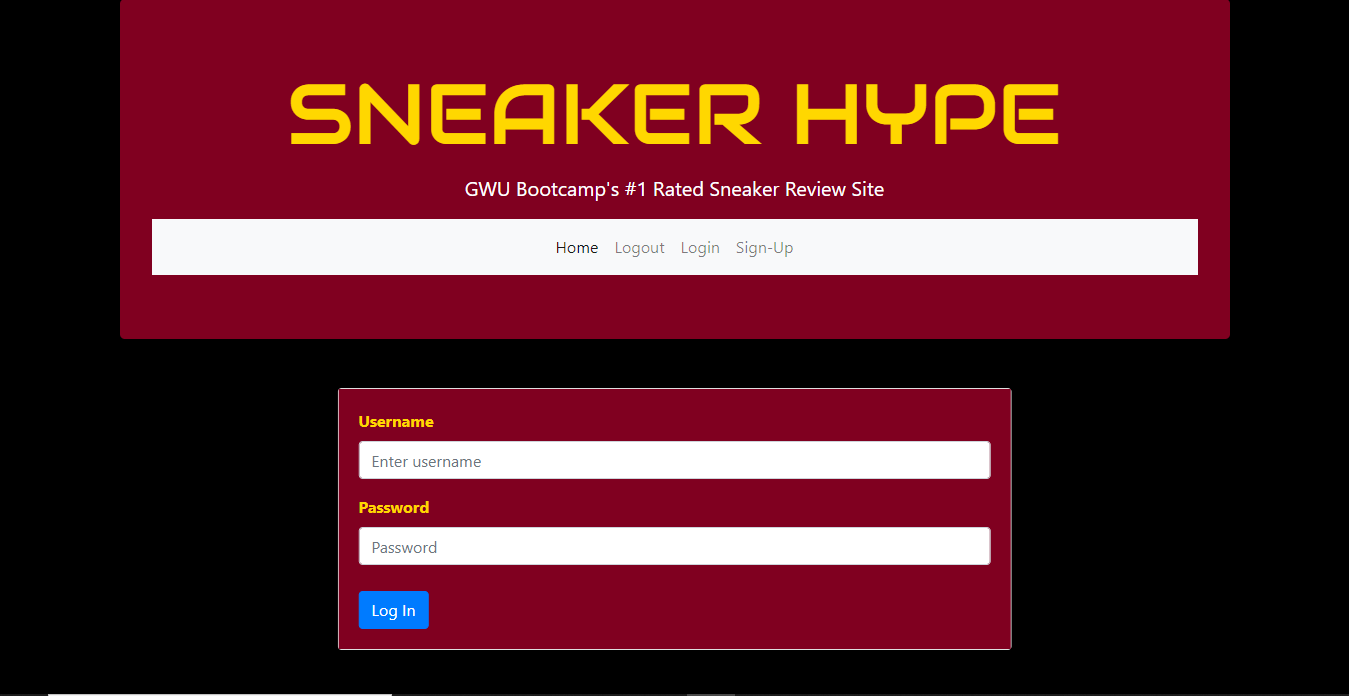 SNEAKER HYPE
GWU Bootcamp's #1 Rated Sneaker Review Site
Home Logout Login Sign-Up
Username
Enter username
Password
Password
Log In